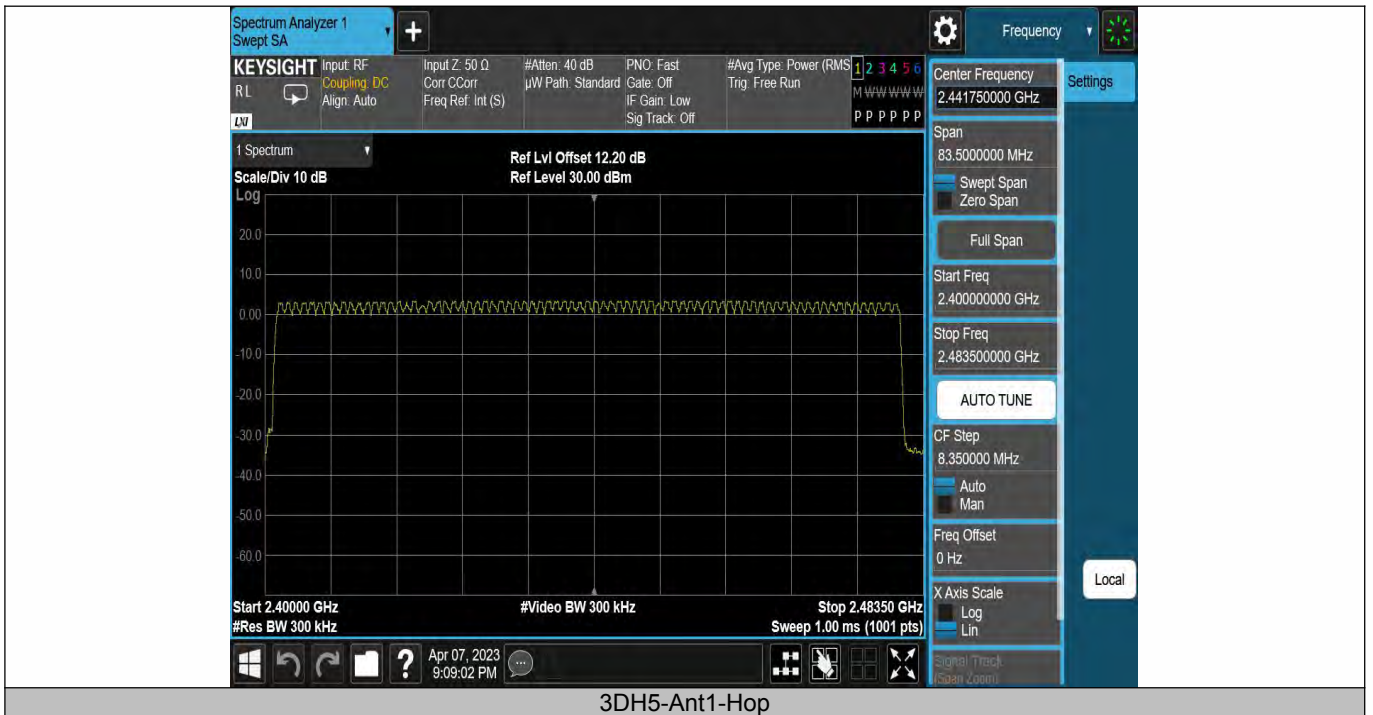 Spectrum Analyzer 1
Swept SA
Frequency
KEYSIGHT
RL
LXI
Input: RF
Coupling: DC
Align: Auto
Input Z: 50 Ω
Corr CCorr
Freq Ref: Int (S)
#Atten: 40 dB
µW Path: Standard
PNO: Fast
Gate: Off
IF Gain: Low
Sig Track: Off
#Avg Type: Power (RMS
Trig: Free Run
1 2 3 4 5 6
M W W W W W
P P P P P P
1 Spectrum
Scale/Div 10 dB
Ref Lvl Offset 12.20 dB
Ref Level 30.00 dBm
Log
20.0
10.0
0.00
-10.0
-20.0
-30.0
-40.0
-50.0
-60.0
Start 2.40000 GHz
#Res BW 300 kHz
#Video BW 300 kHz
Stop 2.48350 GHz
Sweep 1.00 ms (1001 pts)
Center Frequency
2.441750000 GHz
Settings
Span
83.5000000 MHz
Swept Span
Zero Span
Full Span
Start Freq
2.400000000 GHz
Stop Freq
2.483500000 GHz
AUTO TUNE
CF Step
8.350000 MHz
Auto
Man
Freq Offset
0 Hz
X Axis Scale
Log
Lin
Local
Signal Track
(Span Zoom)
?
Apr 07, 2023
9:09:02 PM
3DH5-Ant1-Hop